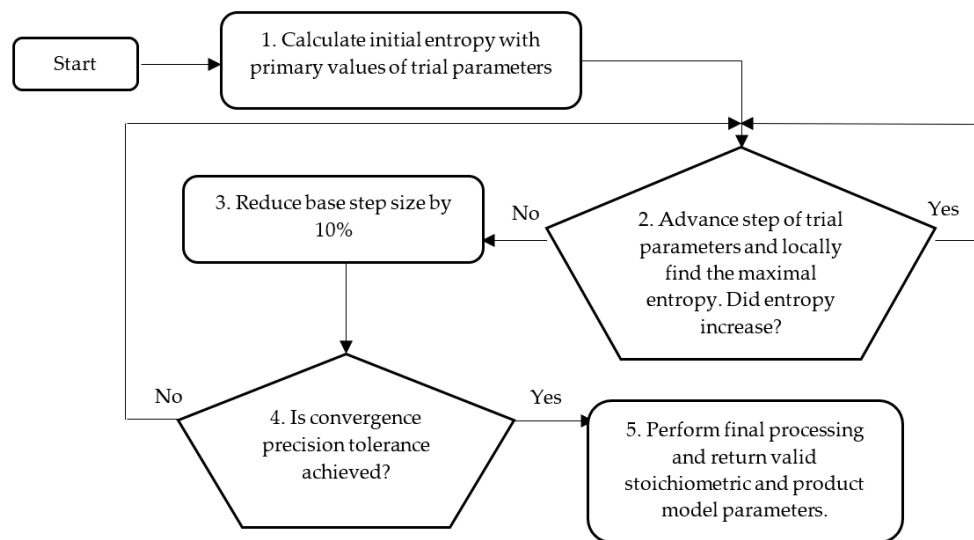 Start
1. Calculate initial entropy with
primary values of trial parameters
2. Advance step of trial
parameters and locally
find the maximal
entropy. Did entropy
increase?
Yes
No
3. Reduce base step size by
10%
4. Is convergence
precision tolerance
achieved?
No
Yes
5. Perform final processing
and return valid
stoichiometric and product
model parameters.